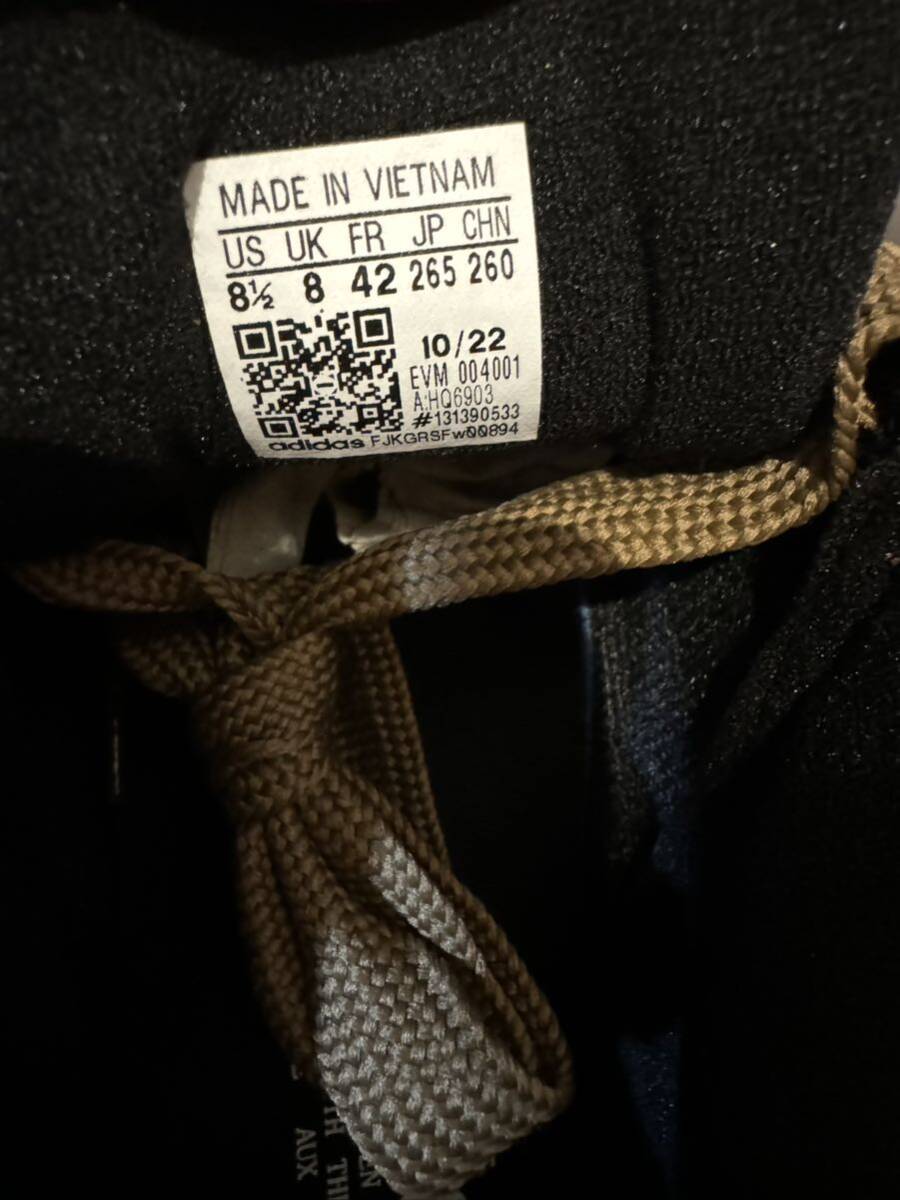 MADE IN VIETNAM
US UK FR JP CHN
8½ 8 42 265 260
10/22
EVM 004001
A:HQ6903
#131390533
adidas FJKGRSFw00894
AUX